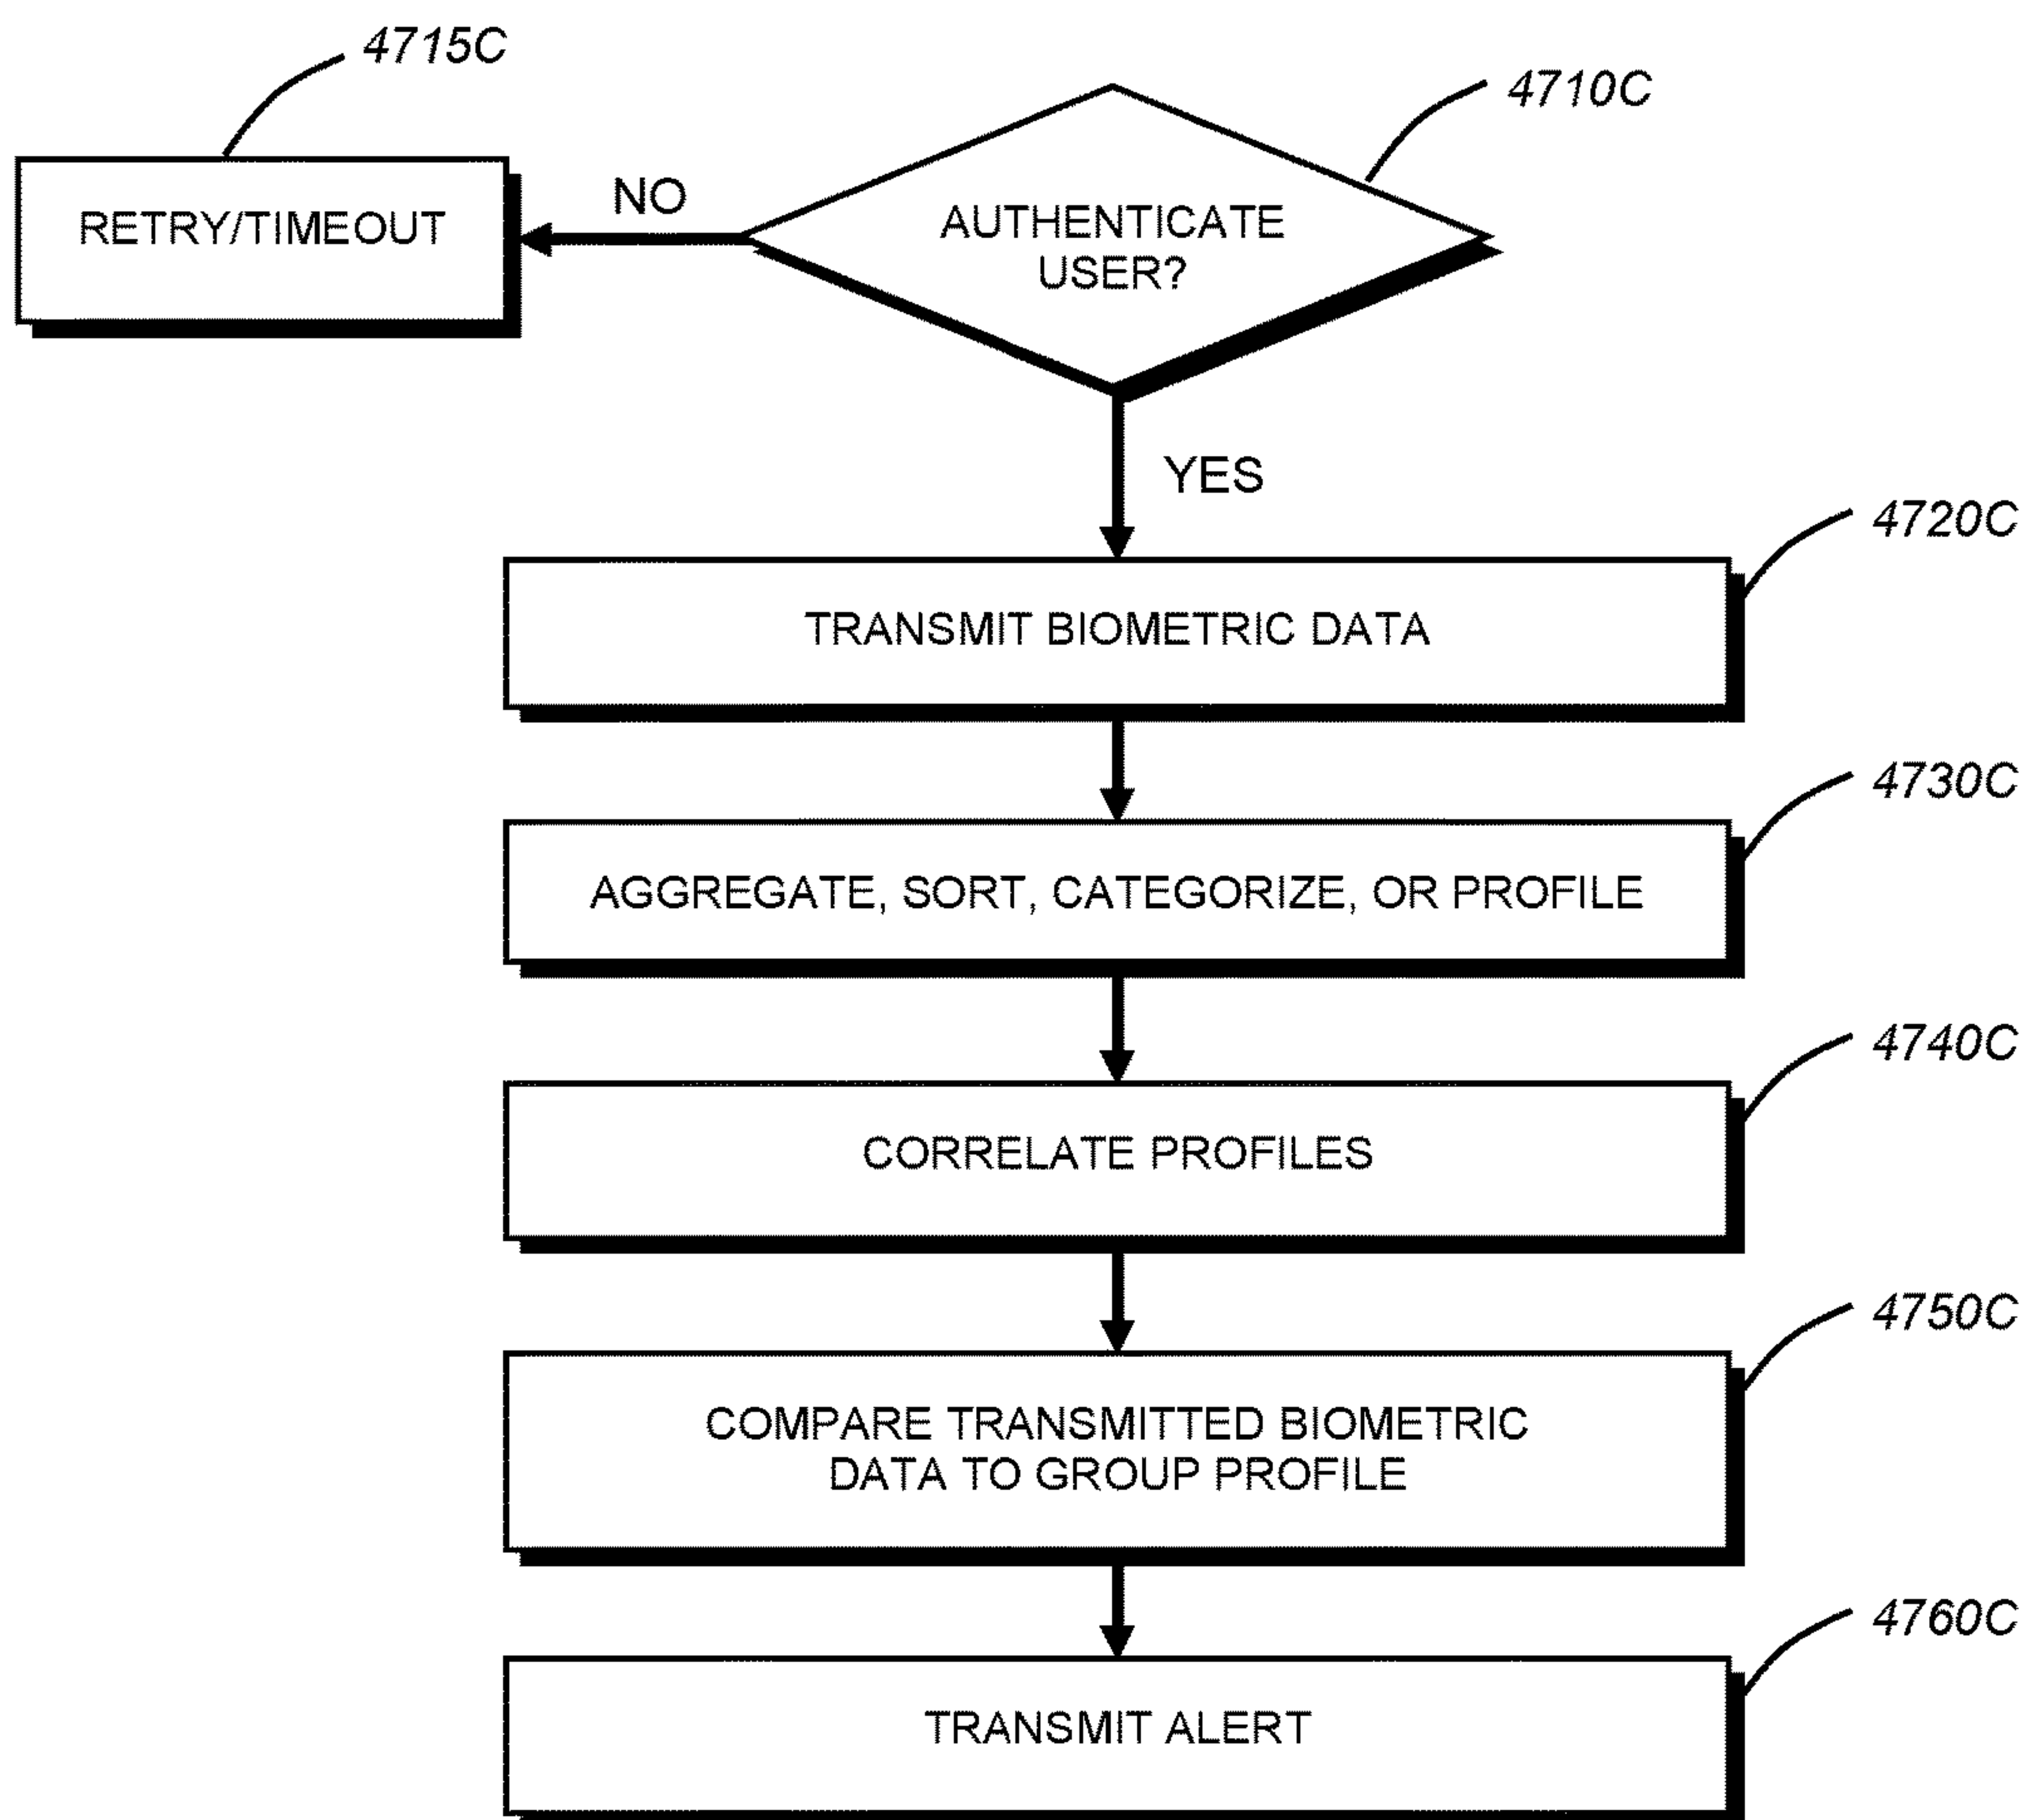 4715C
4710C
RETRY/TIMEOUT
NO
AUTHENTICATE
USER?
YES
4720C
TRANSMIT BIOMETRIC DATA
4730C
AGGREGATE, SORT, CATEGORIZE, OR PROFILE
4740C
CORRELATE PROFILES
4750C
COMPARE TRANSMITTED BIOMETRIC
DATA TO GROUP PROFILE
4760C
TRANSMIT ALERT